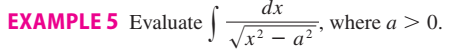 EXAMPLE 5 Evaluate ∫ dx / √(x² − a²), where a > 0.